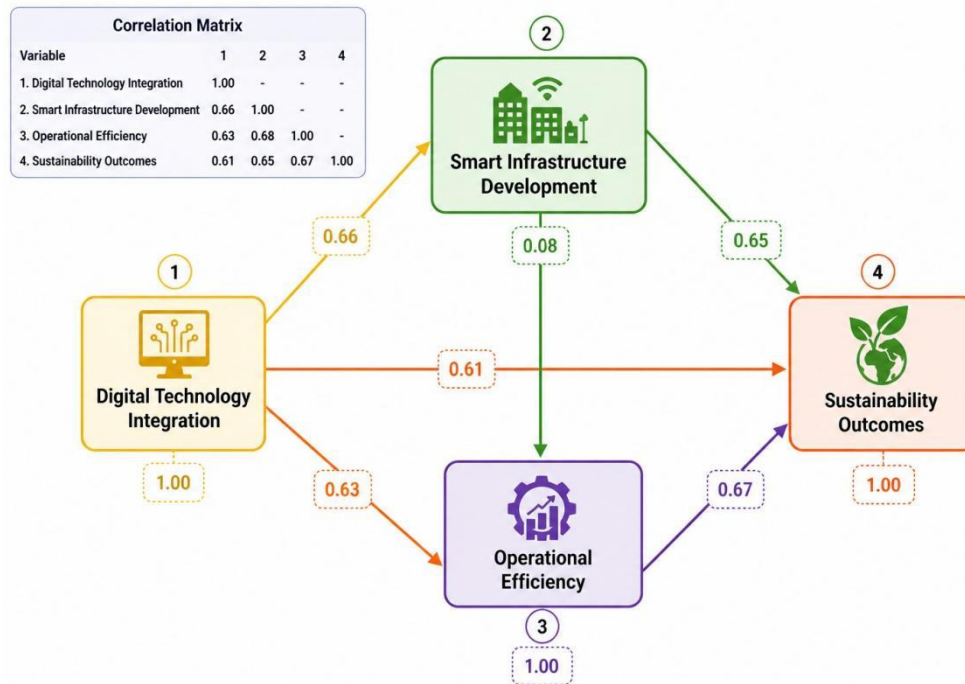 Correlation Matrix
Variable 1 2 3 4
1. Digital Technology Integration 1.00 - - -
2. Smart Infrastructure Development 0.66 1.00 - -
3. Operational Efficiency 0.63 0.68 1.00 -
4. Sustainability Outcomes 0.61 0.65 0.67 1.00
2
Smart Infrastructure
Development
0.66
0.08
0.65
1
4
Digital Technology
Integration
0.61
Sustainability
Outcomes
1.00
0.63
0.67
1.00
Operational
Efficiency
3
1.00